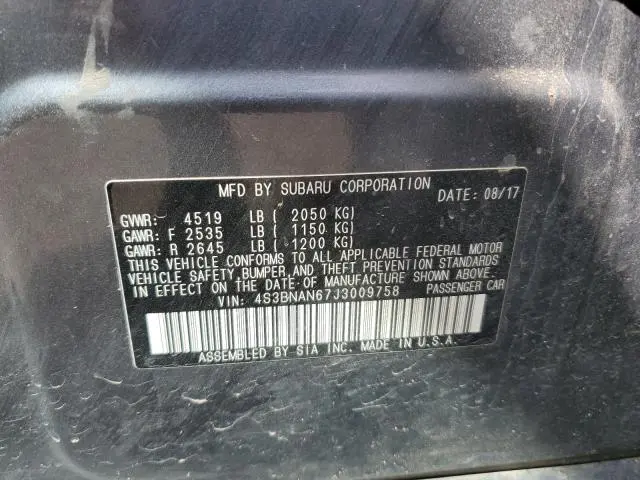 MFD BY SUBARU CORPORATION
DATE: 08/17
GVWR: 4519 LB ( 2050 KG)
GAWR: F 2535 LB ( 1150 KG)
GAWR: R 2645 LB ( 1200 KG)
THIS VEHICLE CONFORMS TO ALL APPLICABLE FEDERAL MOTOR
VEHICLE SAFETY, BUMPER, AND THEFT PREVENTION STANDARDS
IN EFFECT ON THE DATE OF MANUFACTURE SHOWN ABOVE.
VIN: 4S3BNAN67J3009758 PASSENGER CAR
ASSEMBLED BY SIA INC. MADE IN U.S.A.